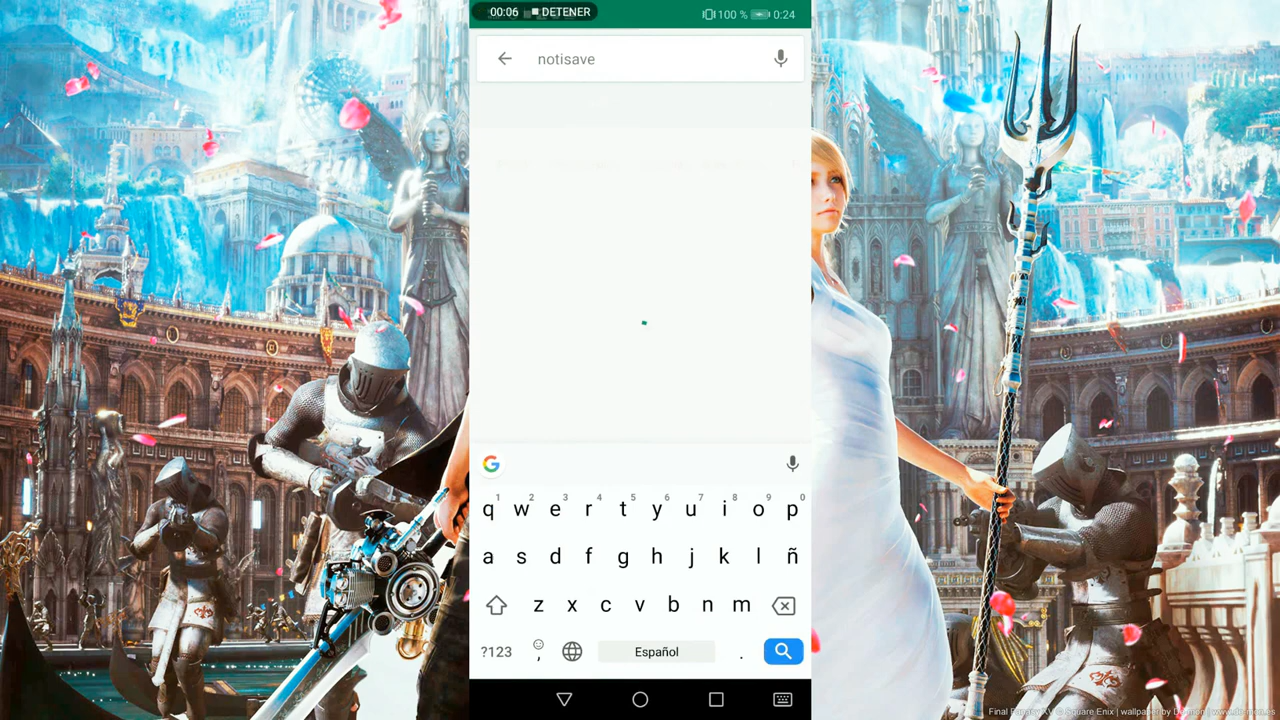 00:06 DETENER 100 % 0:24
notisave
1 2 3 4 5 6 7 8 9 0
q w e r t y u i o p
a s d f g h j k l ñ
z x c v b n m
?123 , Español .
Final Fantasy XV © Square Enix | wallpaper by